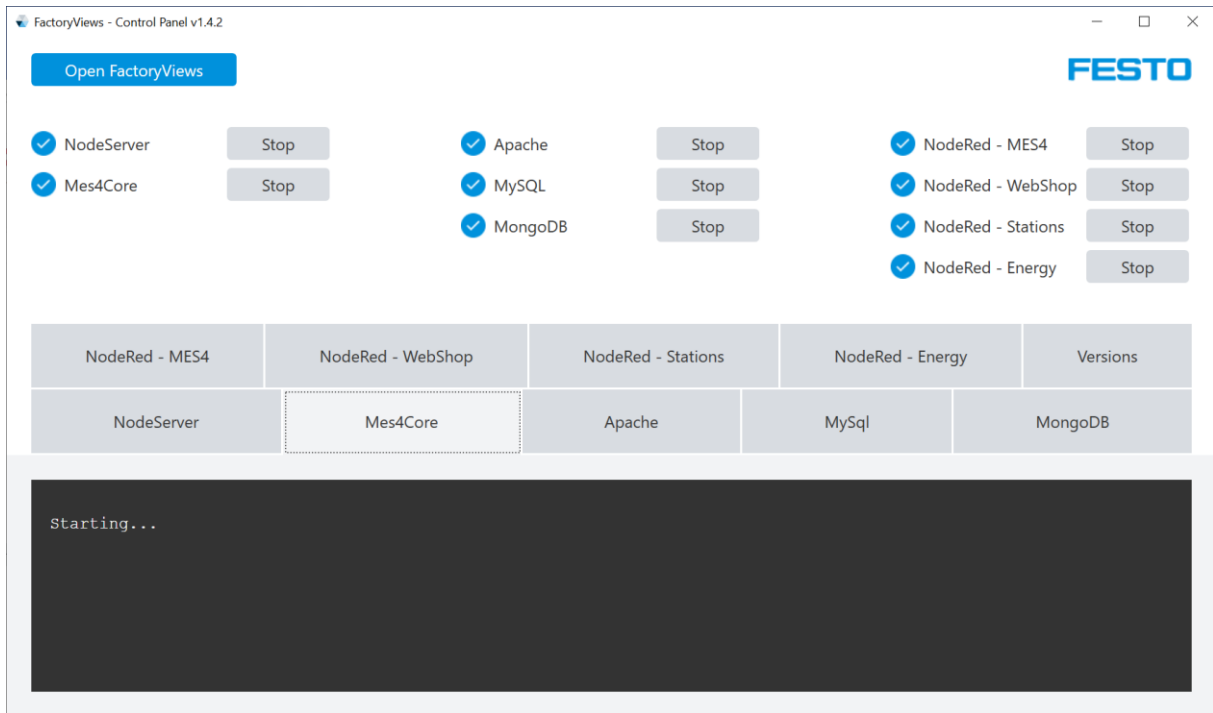 FactoryViews - Control Panel v1.4.2
Open FactoryViews
FESTO
NodeServer Stop Apache Stop NodeRed - MES4 Stop
Mes4Core Stop MySQL Stop NodeRed - WebShop Stop
MongoDB Stop NodeRed - Stations Stop
NodeRed - Energy Stop
NodeRed - MES4 NodeRed - WebShop NodeRed - Stations NodeRed - Energy Versions
NodeServer Mes4Core Apache MySql MongoDB
Starting...